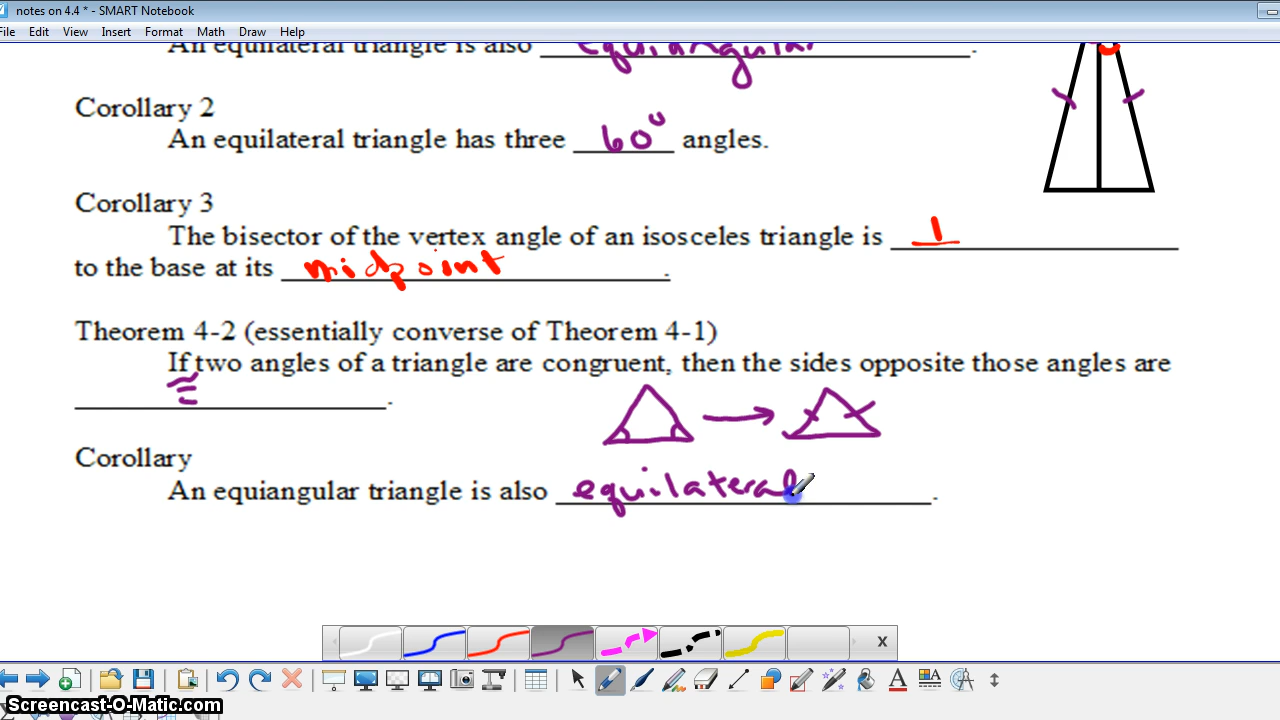 notes on 4.4 * - SMART Notebook
File Edit View Insert Format Math Draw Help
An equilateral triangle is also equiangular.
Corollary 2
An equilateral triangle has three 60° angles.
Corollary 3
The bisector of the vertex angle of an isosceles triangle is ⊥
to the base at its midpoint.
Theorem 4-2 (essentially converse of Theorem 4-1)
If two angles of a triangle are congruent, then the sides opposite those angles are
≅.
Corollary
An equiangular triangle is also equilateral.
X
Screencast-O-Matic.com